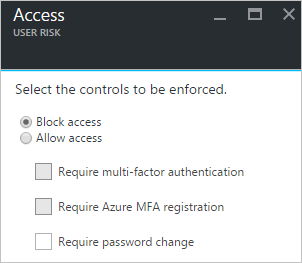 Access
USER RISK
Select the controls to be enforced.
Block access
Allow access
Require multi-factor authentication
Require Azure MFA registration
Require password change